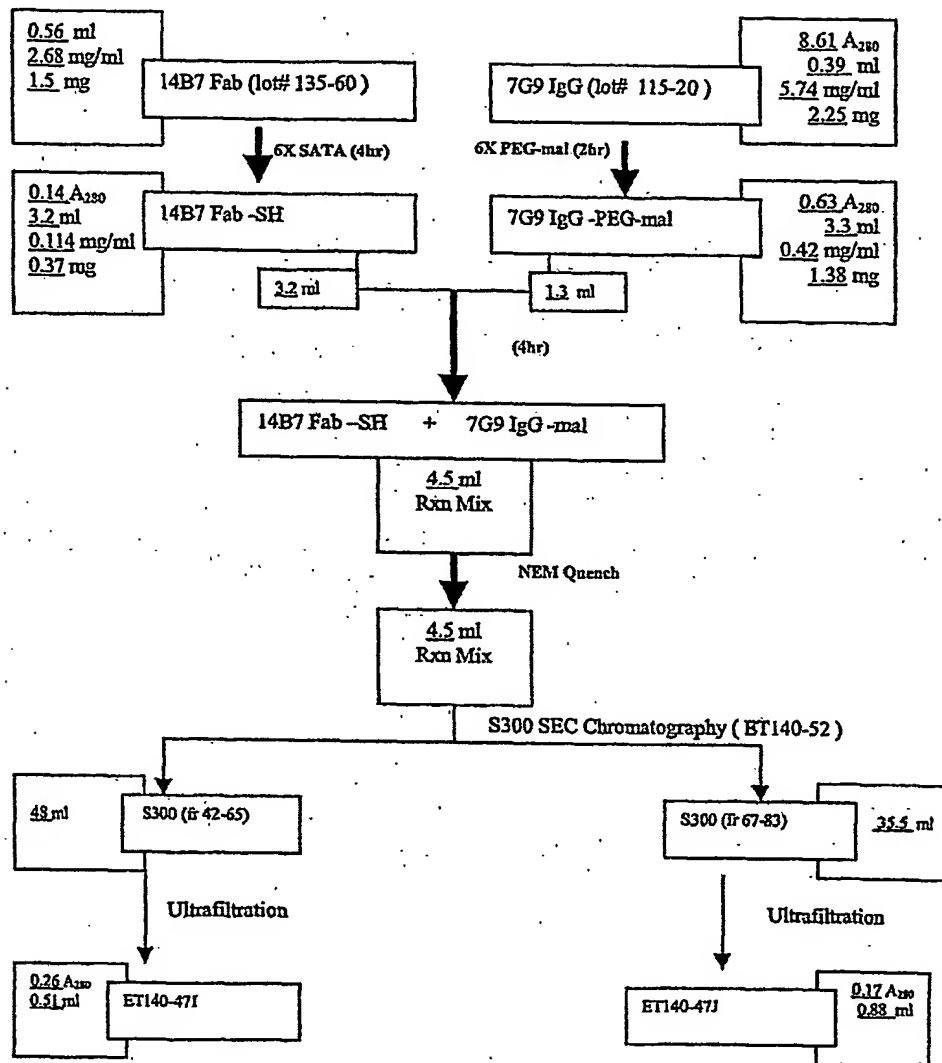 0.56 ml
2.68 mg/ml
1.5 mg
14B7 Fab (lot# 135-60 )
8.61 A280
0.39 ml
5.74 mg/ml
2.25 mg
7G9 IgG (lot# 115-20 )
6X SATA (4hr)
6X PEG-mal (2hr)
0.14 A280
3.2 ml
0.114 mg/ml
0.37 mg
14B7 Fab -SH
7G9 IgG -PEG-mal
0.63 A280
3.3 ml
0.42 mg/ml
1.38 mg
3.2 ml
1.3 ml
(4hr)
14B7 Fab –SH + 7G9 IgG -mal
4.5 ml
Rxn Mix
NEM Quench
4.5 ml
Rxn Mix
S300 SEC Chromatography ( ET140-52 )
48 ml
S300 (fr 42-65)
S300 (fr 67-83)
35.5 ml
Ultrafiltration
Ultrafiltration
0.26 A280
0.51 ml
ET140-47I
ET140-47J
0.17 A280
0.88 ml